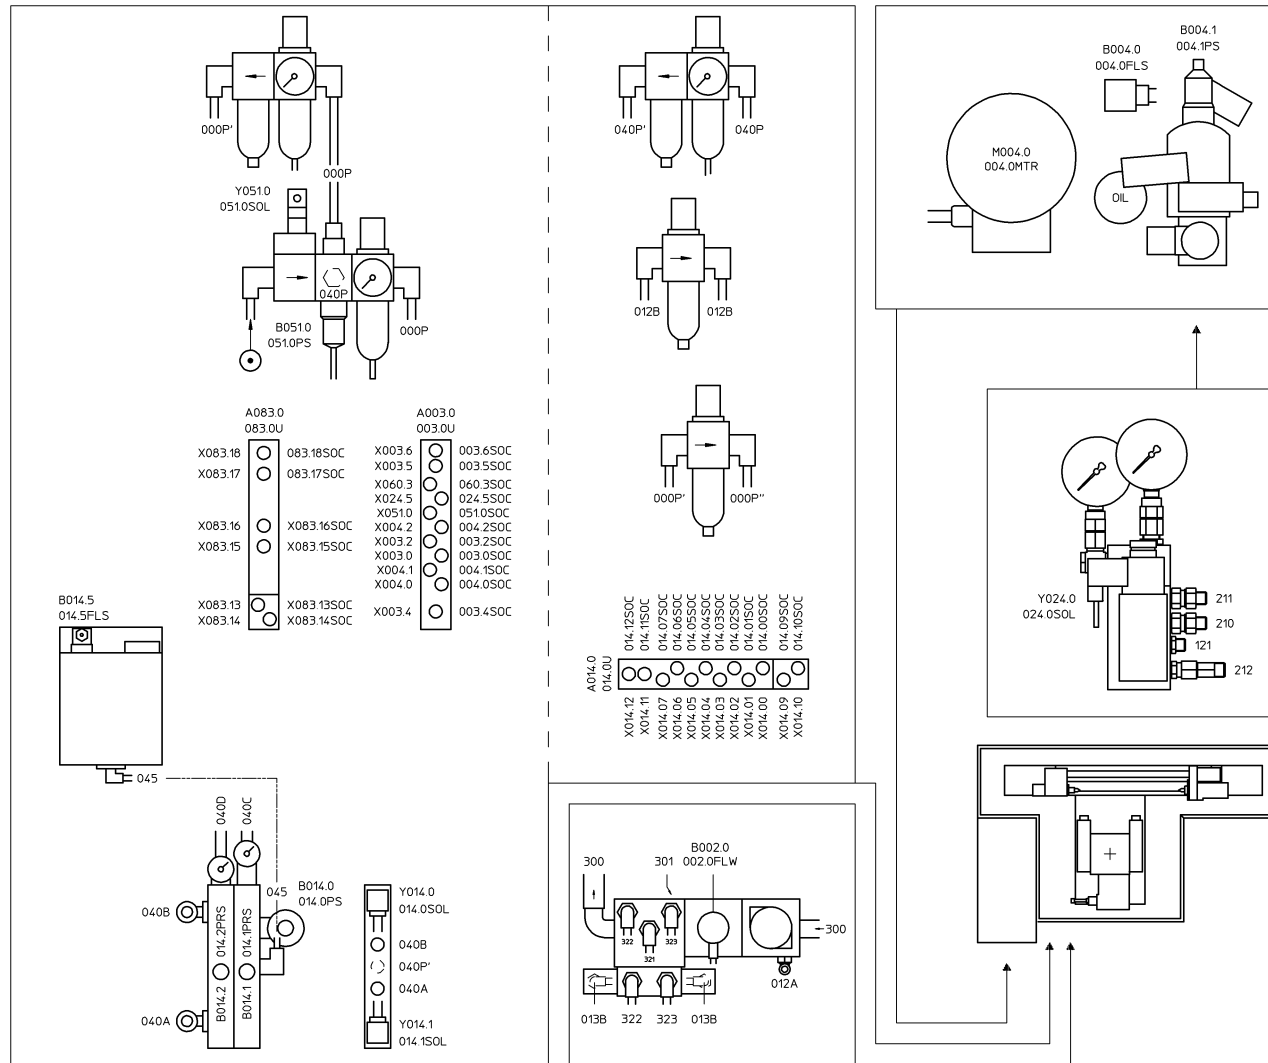 000P'
000P
Y051.0
051.0SOL
040P
B051.0
051.0PS
000P
040P'
040P
012B
012B
000P'
000P''
A083.0
083.0U
X083.18
083.18SOC
X083.17
083.17SOC
X083.16
X083.16SOC
X083.15
X083.15SOC
X083.13
X083.13SOC
X083.14
X083.14SOC
A003.0
003.0U
X003.6
003.6SOC
X003.5
003.5SOC
X060.3
060.3SOC
X024.5
024.5SOC
X051.0
051.0SOC
X004.2
004.2SOC
X003.2
003.2SOC
X003.0
003.0SOC
X004.1
004.1SOC
X004.0
004.0SOC
X003.4
003.4SOC
B014.5
014.5FLS
045
014.12SOC
014.11SOC
014.07SOC
014.06SOC
014.05SOC
014.04SOC
014.03SOC
014.02SOC
014.01SOC
014.00SOC
014.09SOC
014.10SOC
A014.0
014.0U
X014.12
X014.11
X014.07
X014.06
X014.05
X014.04
X014.03
X014.02
X014.01
X014.00
X014.09
X014.10
040D
040C
045
B014.0
014.0PS
040B
040A
B014.2 014.2PRS
B014.1 014.1PRS
Y014.0
014.0SOL
040B
040P'
040A
Y014.1
014.1SOL
300
301
B002.0
002.0FLW
322
321
323
300
012A
013B
322
323
013B
M004.0
004.0MTR
B004.0
004.0FLS
B004.1
004.1PS
OIL
Y024.0
024.0SOL
211
210
121
212